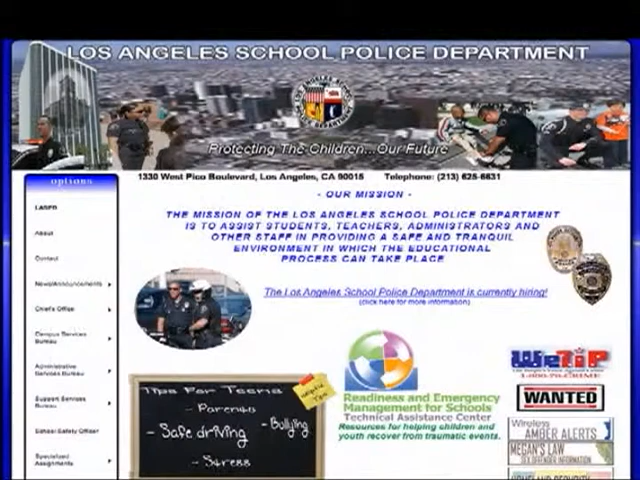 LOS ANGELES SCHOOL POLICE DEPARTMENT
Protecting The Children...Our Future
options
1330 West Pico Boulevard, Los Angeles, CA 90015 Telephone: (213) 625-6631
- OUR MISSION -
THE MISSION OF THE LOS ANGELES SCHOOL POLICE DEPARTMENT
IS TO ASSIST STUDENTS, TEACHERS, ADMINISTRATORS AND
OTHER STAFF IN PROVIDING A SAFE AND TRANQUIL
ENVIRONMENT IN WHICH THE EDUCATIONAL
PROCESS CAN TAKE PLACE
The Los Angeles School Police Department is currently hiring!
(click here for more information)
LASPD
About
Contact
News/Announcements
Chief's Office
Campus Services
Bureau
Administrative
Services Bureau
Support Services
Bureau
School Safety Officer
Specialized
Assignments
Tips For Teens
- Parents
- Safe driving
- Bullying
- Stress
Readiness and Emergency
Management for Schools
Technical Assistance Center
Resources for helping children and
youth recover from traumatic events.
WeTiP
WANTED
Wireless
AMBER ALERTS
MEGAN'S LAW
SEX OFFENDER INFORMATION